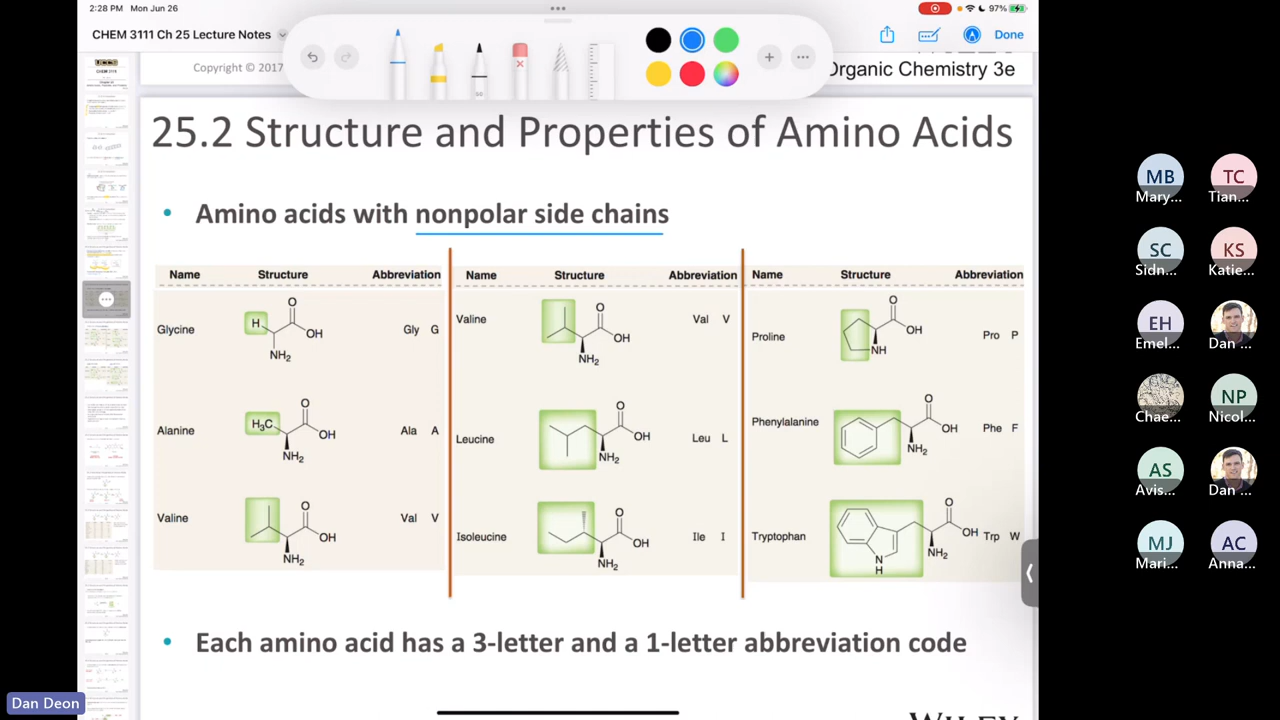 2:28 PM Mon Jun 26
97%
CHEM 3111 Ch 25 Lecture Notes
Done
Copyright © 2017
Organic Chemistry 3e
25.2 Structure and Properties of Amino Acids
• Amino acids with nonpolar side chains
Name Structure Abbreviation
Glycine H O OH NH2 Gly G
Alanine H3C O OH NH2 Ala A
Valine O OH NH2 Val V
Name Structure Abbreviation
Valine O OH NH2 Val V
Leucine O OH NH2 Leu L
Isoleucine O OH NH2 Ile I
Name Structure Abbreviation
Proline O OH NH Pro P
Phenylalanine O OH NH2 Phe F
Tryptophan N H O OH NH2 Trp W
• Each amino acid has a 3-letter and a 1-letter abbreviation code
WILEY
Dan Deon
MB TC
Mary... Tian...
SC KS
Sidn... Katie...
EH
Emel... Dan ...
NP
Chae... Nicol...
AS
Avis... Dan ...
MJ AC
Mari... Anna...